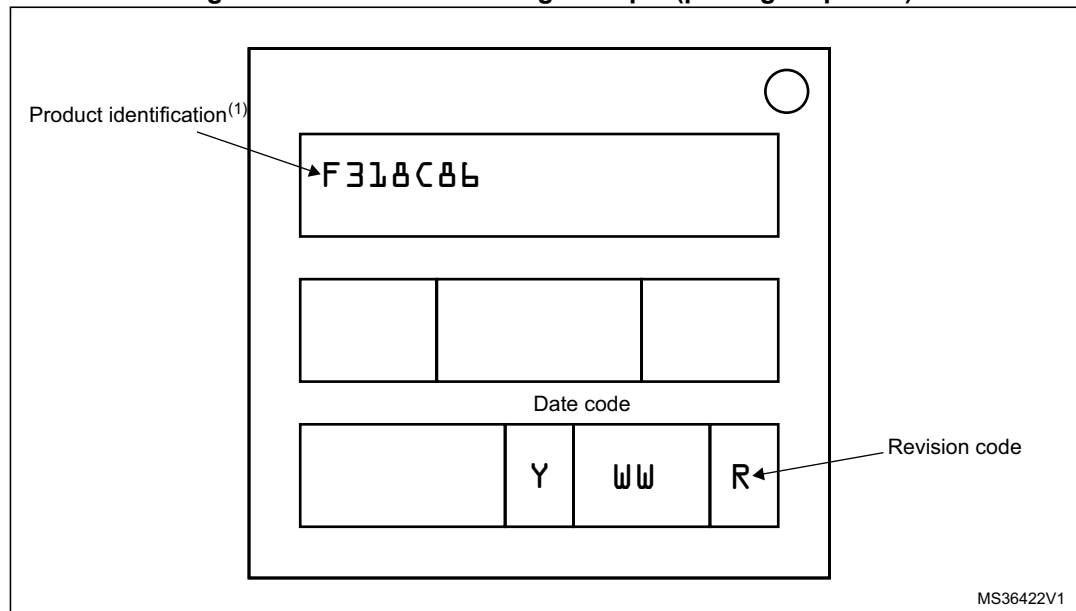 Product identification(1)
F318C86
Date code
Y WW R
Revision code
MS36422V1